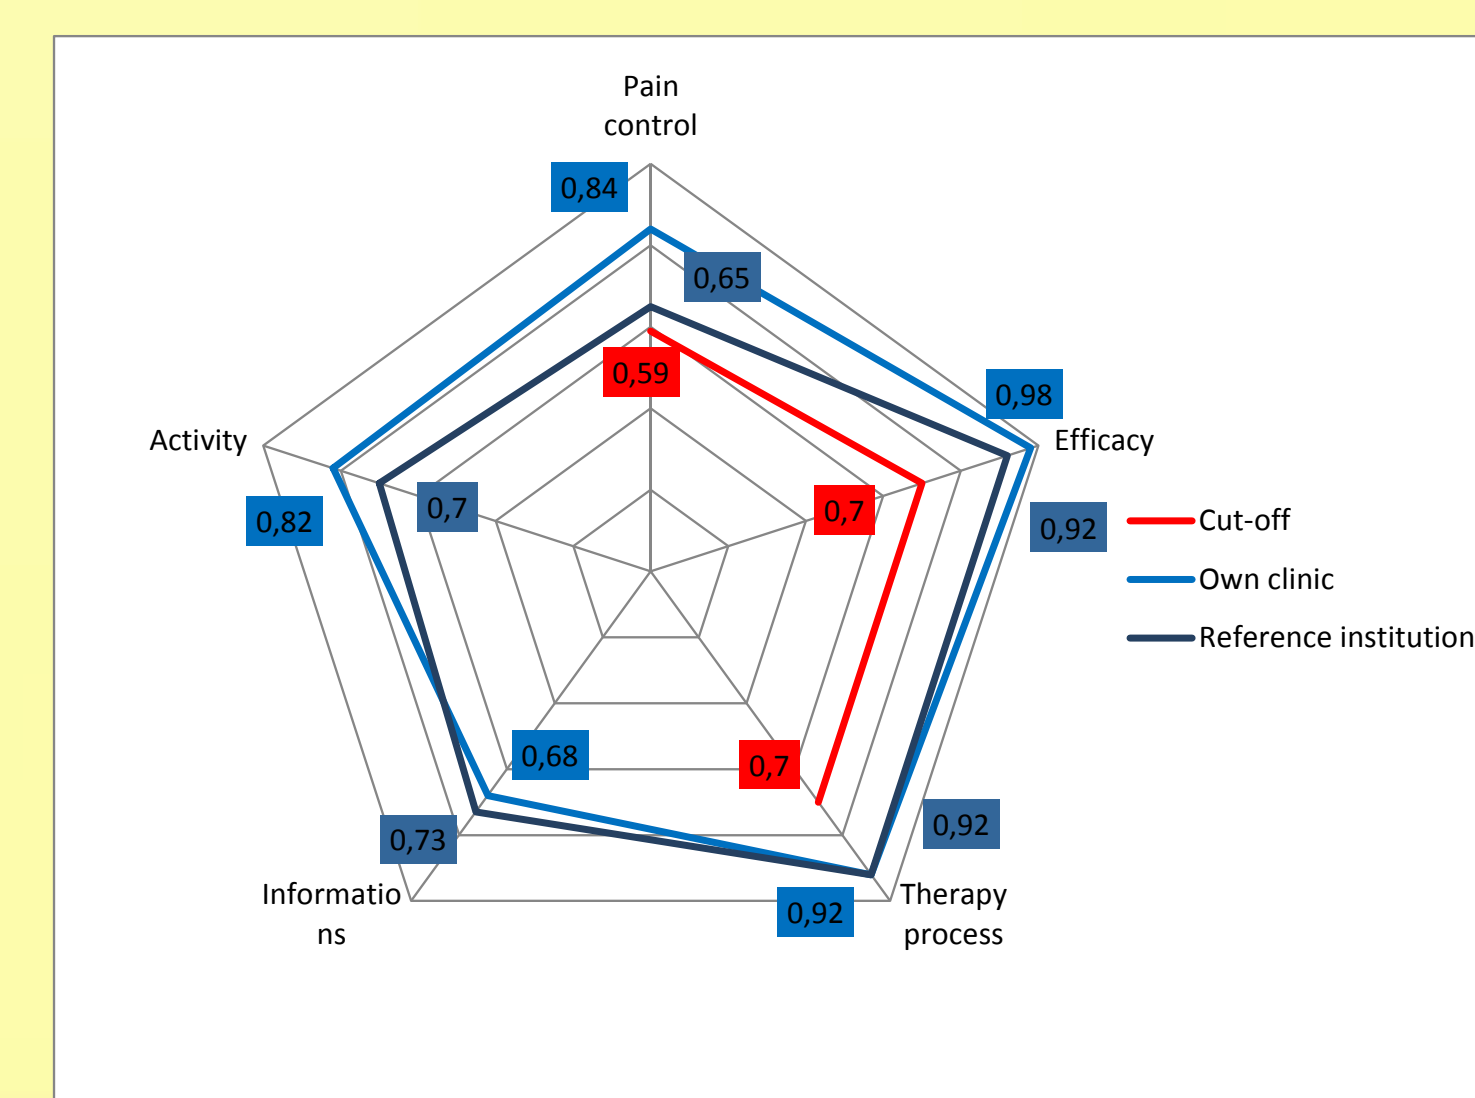 Pain
control
0,84
0,65
0,59
0,98
Activity
Efficacy
0,7
0,7
0,82
0,92
Cut-off
Own clinic
Reference institution
0,68
0,7
0,73
0,92
Informatio
ns
0,92
Therapy
process